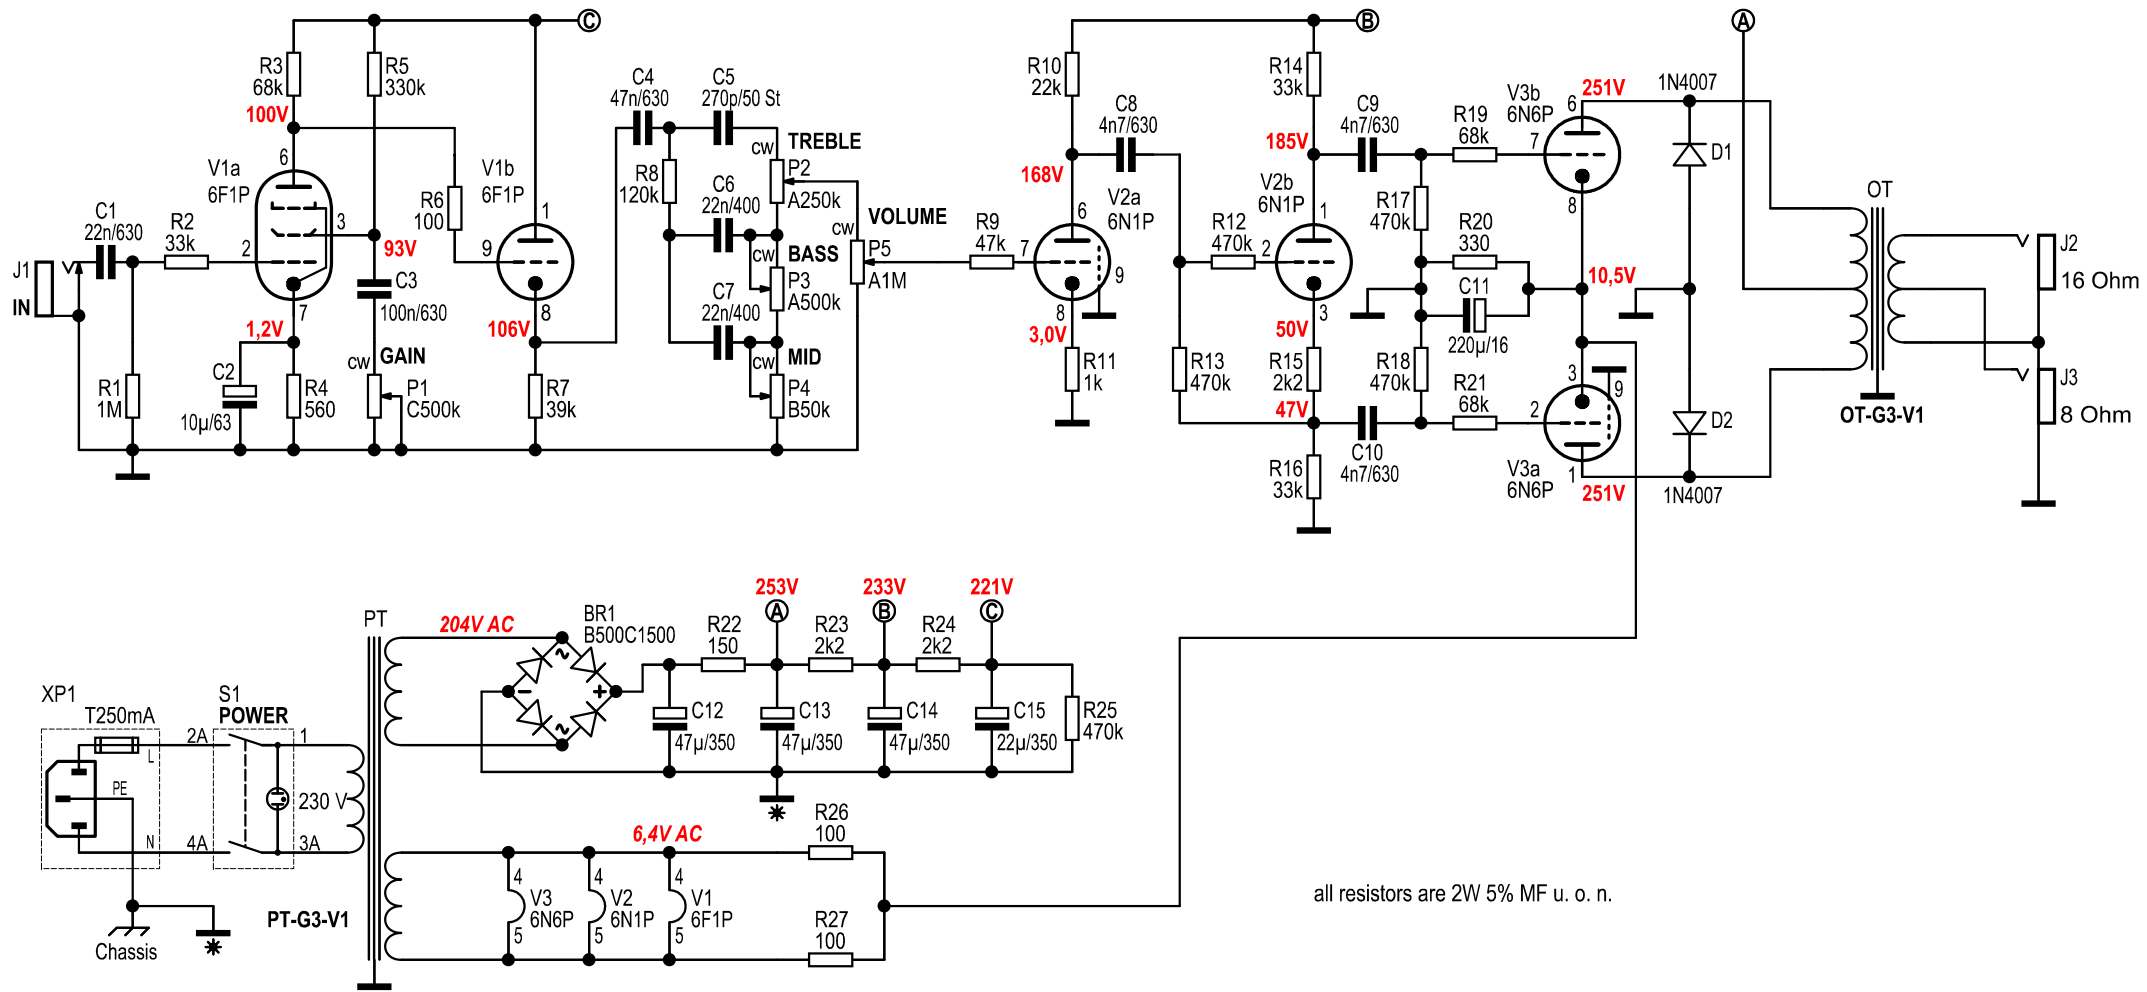 C
B
A
R3
68k
100V
R5
330k
C4
47n/630
C5
270p/50 St
R10
22k
R14
33k
C8
4n7/630
C9
4n7/630
R19
68k
V3b
6N6P
251V
1N4007
6
7
8
D1
V1a
6F1P
6
2
3
7
93V
R6
100
V1b
6F1P
1
9
8
cw
TREBLE
P2
A250k
R8
120k
C6
22n/400
VOLUME
cw
P5
A1M
cw
BASS
P3
A500k
C7
22n/400
cw
MID
P4
B50k
168V
V2a
6N1P
6
7
9
8
3,0V
R9
47k
R11
1k
185V
V2b
6N1P
1
2
3
50V
R12
470k
R13
470k
R15
2k2
47V
R16
33k
R17
470k
R20
330
C11
220µ/16
R18
470k
R21
68k
C10
4n7/630
10,5V
3
9
2
1
V3a
6N6P
251V
D2
1N4007
OT
OT-G3-V1
J2
16 Ohm
J3
8 Ohm
J1
IN
C1
22n/630
R2
33k
R1
1M
C2
10µ/63
1,2V
R4
560
C3
100n/630
cw
GAIN
P1
C500k
106V
R7
39k
253V
A
233V
B
221V
C
PT
204V AC
BR1
B500C1500
~
−
+
~
R22
150
R23
2k2
R24
2k2
C12
47µ/350
C13
47µ/350
C14
47µ/350
C15
22µ/350
R25
470k
XP1
T250mA
L
PE
N
S1
POWER
2A
1
4A
3A
230 V
6,4V AC
R26
100
R27
100
4
V3
6N6P
5
4
V2
6N1P
5
4
V1
6F1P
5
PT-G3-V1
Chassis
all resistors are 2W 5% MF u. o. n.